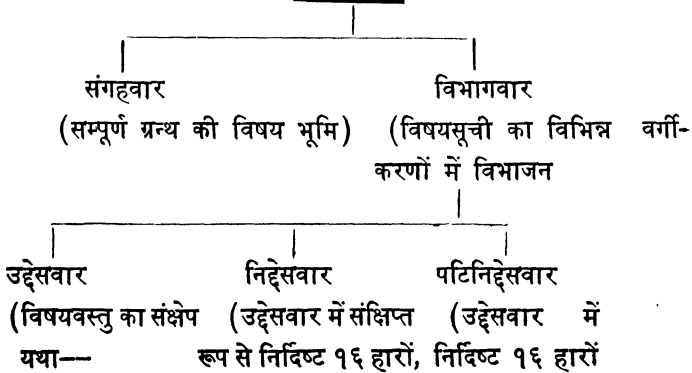 संगहवार विभागवार
(सम्पूर्ण ग्रन्थ की विषय भूमि) (विषयसूची का विभिन्न वर्गी-
करणों में विभाजन
उद्देसवार निद्देसवार पटिनिद्देसवार
(विषयवस्तु का संक्षेप (उद्देसवार में संक्षिप्त (उद्देसवार में
यथा— रूप से निर्दिष्ट १६ हारों, निर्दिष्ट १६ हारों